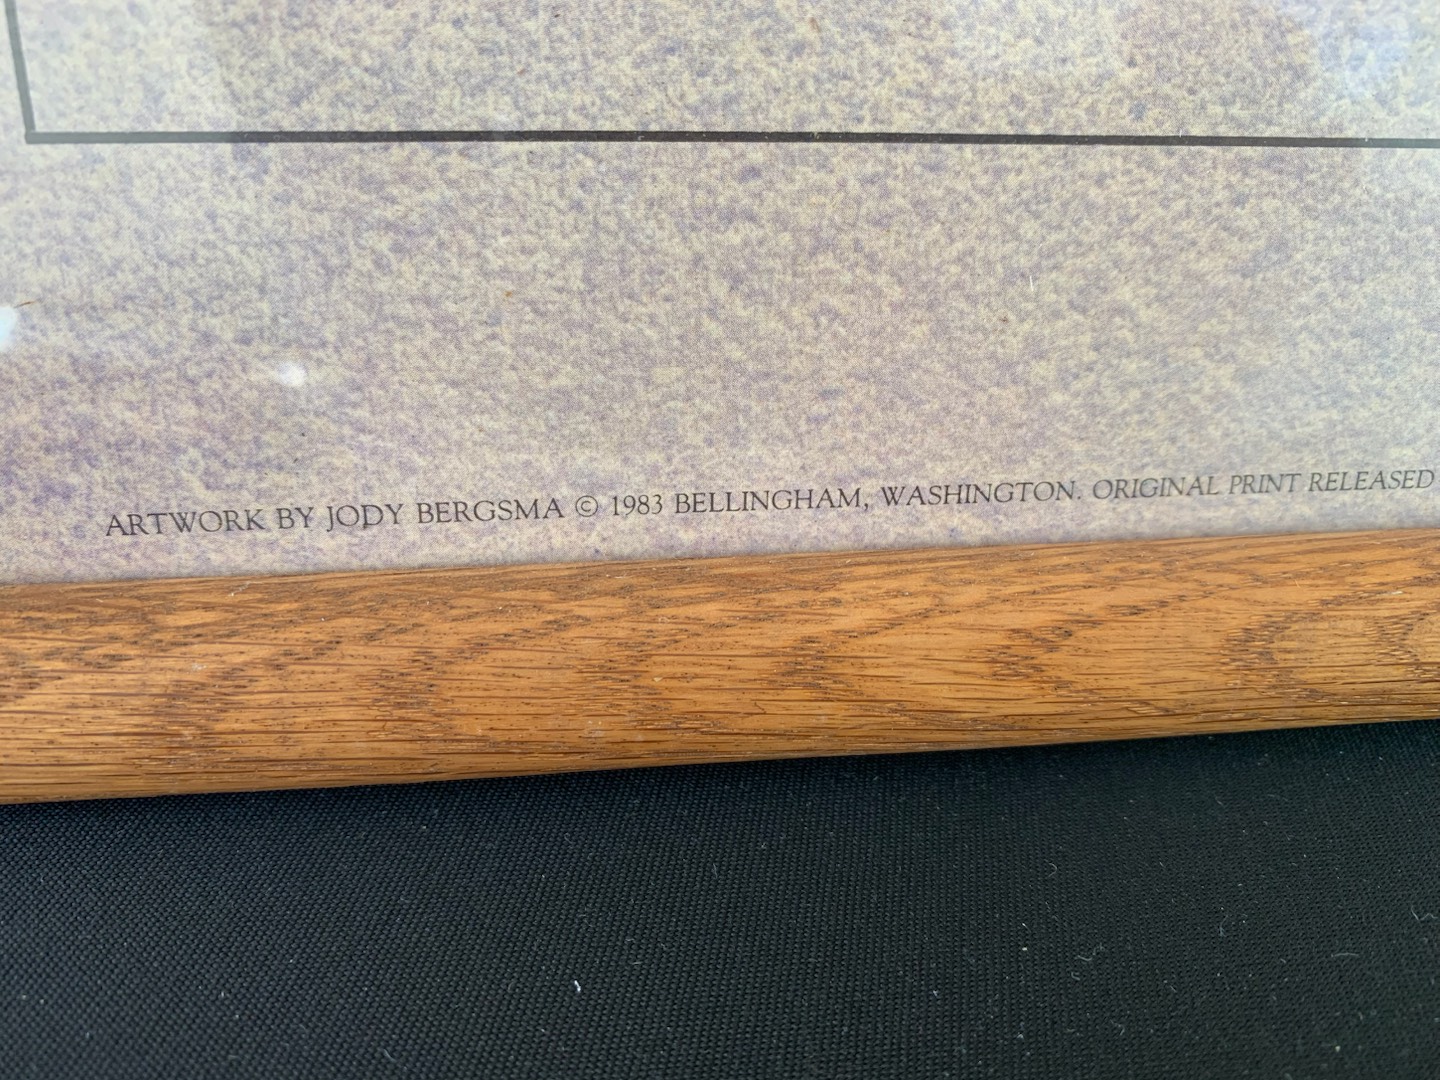 ARTWORK BY JODY BERGSMA © 1983 BELLINGHAM, WASHINGTON. ORIGINAL PRINT RELEASED